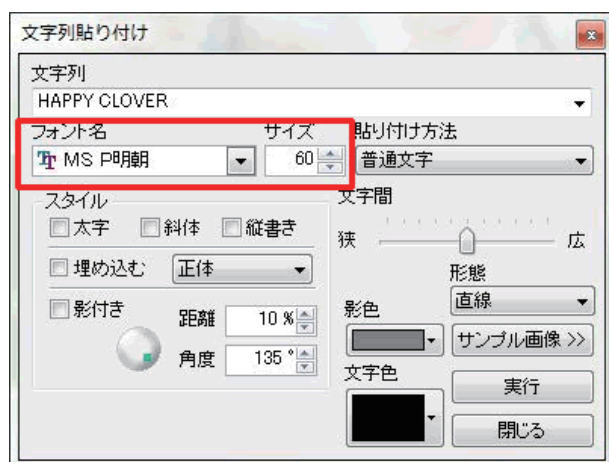 文字列貼り付け
文字列
HAPPY CLOVER
フォント名 サイズ 貼り付け方法
MS P明朝 60 普通文字
スタイル 文字間
太字 斜体 縦書き
狭 広
埋め込む 正体
形態
直線
影付き 距離 10 % 影色
サンプル画像 >>
角度 135 °
文字色
実行
閉じる